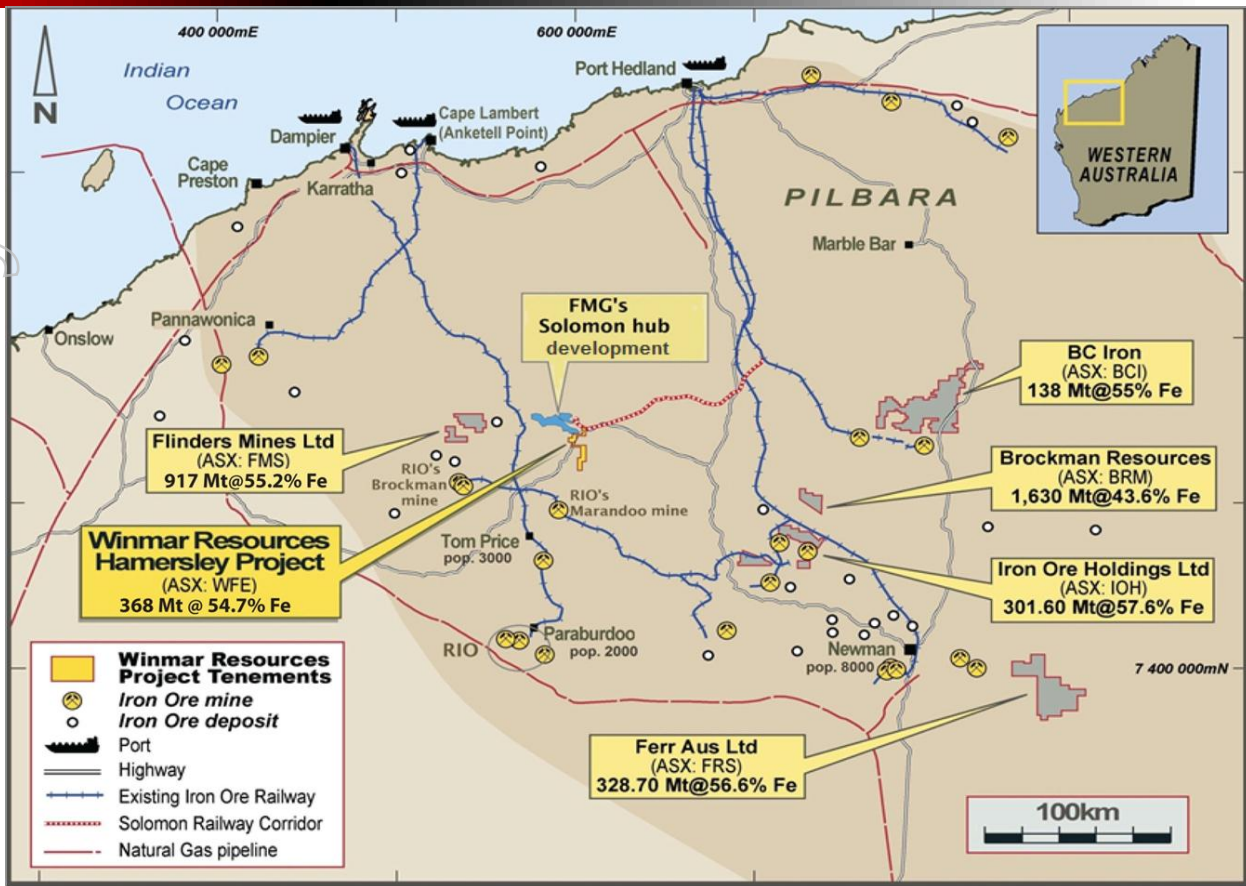 400 000mE
600 000mE
Indian
Ocean
N
Port Hedland
Dampier
Cape Lambert
(Anketell Point)
Cape
Preston
Karratha
WESTERN
AUSTRALIA
PILBARA
Marble Bar
Pannawonica
Onslow
FMG's
Solomon hub
development
BC Iron
(ASX: BCI)
138 Mt@55% Fe
Flinders Mines Ltd
(ASX: FMS)
917 Mt@55.2% Fe
RIO's
Brockman
mine
RIO's
Marandoo mine
Brockman Resources
(ASX: BRM)
1,630 Mt@43.6% Fe
Winmar Resources
Hamersley Project
(ASX: WFE)
368 Mt @ 54.7% Fe
Tom Price
pop. 3000
Iron Ore Holdings Ltd
(ASX: IOH)
301.60 Mt@57.6% Fe
RIO
Paraburdoo
pop. 2000
Newman
pop. 8000
7 400 000mN
Ferr Aus Ltd
(ASX: FRS)
328.70 Mt@56.6% Fe
Winmar Resources
Project Tenements
Iron Ore mine
Iron Ore deposit
Port
Highway
Existing Iron Ore Railway
Solomon Railway Corridor
Natural Gas pipeline
100km